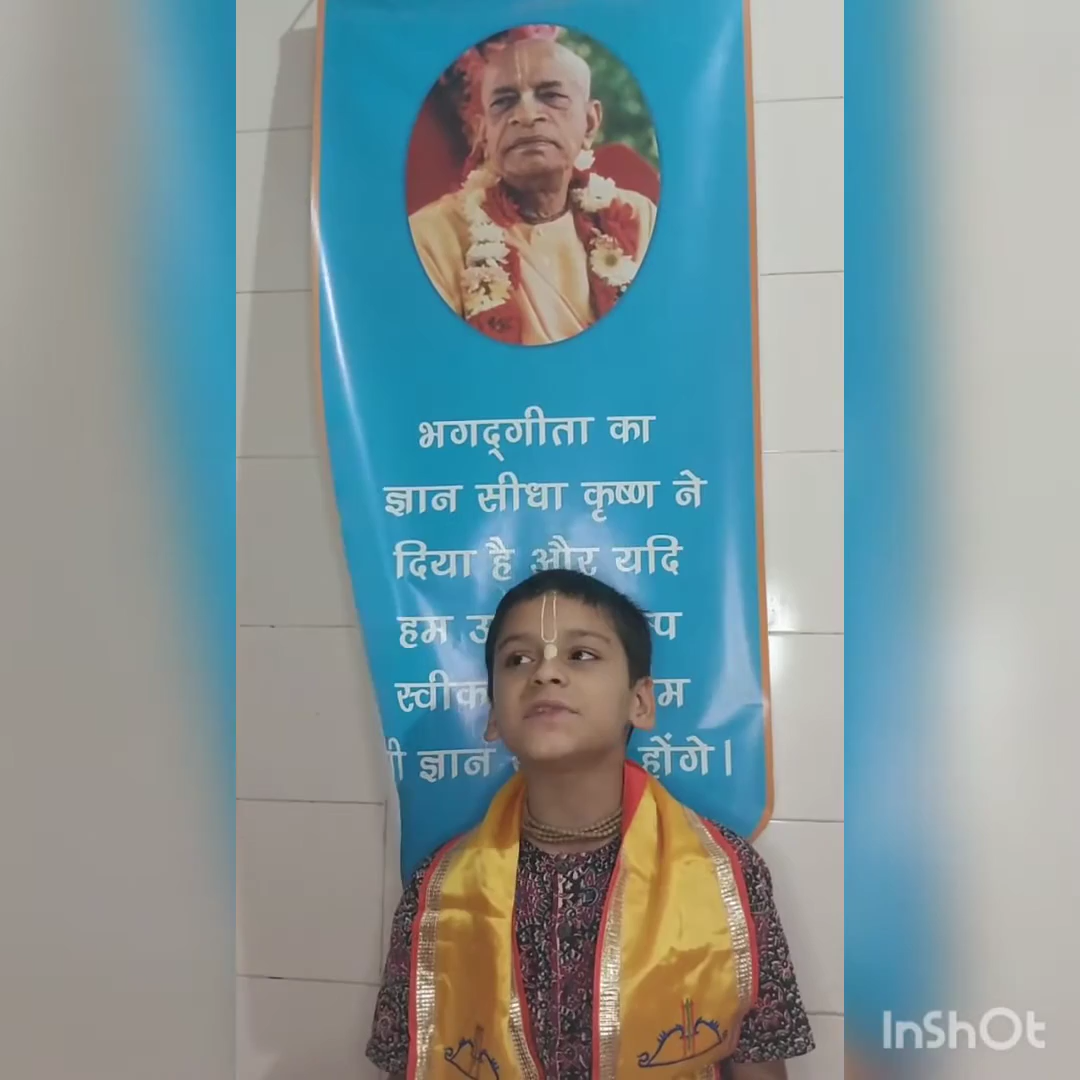 भगद्गीता का
ज्ञान सीधा कृष्ण ने
दिया है और यदि
हम
स्वीक
ज्ञान होंगे।
InShOt